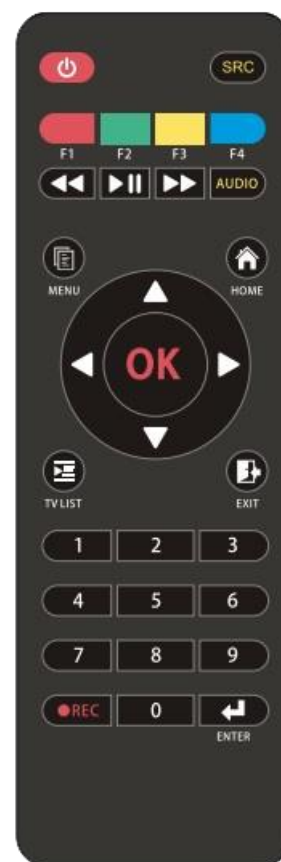 SRC
F1 F2 F3 F4
AUDIO
MENU HOME
OK
TV LIST EXIT
1 2 3
4 5 6
7 8 9
REC 0
ENTER